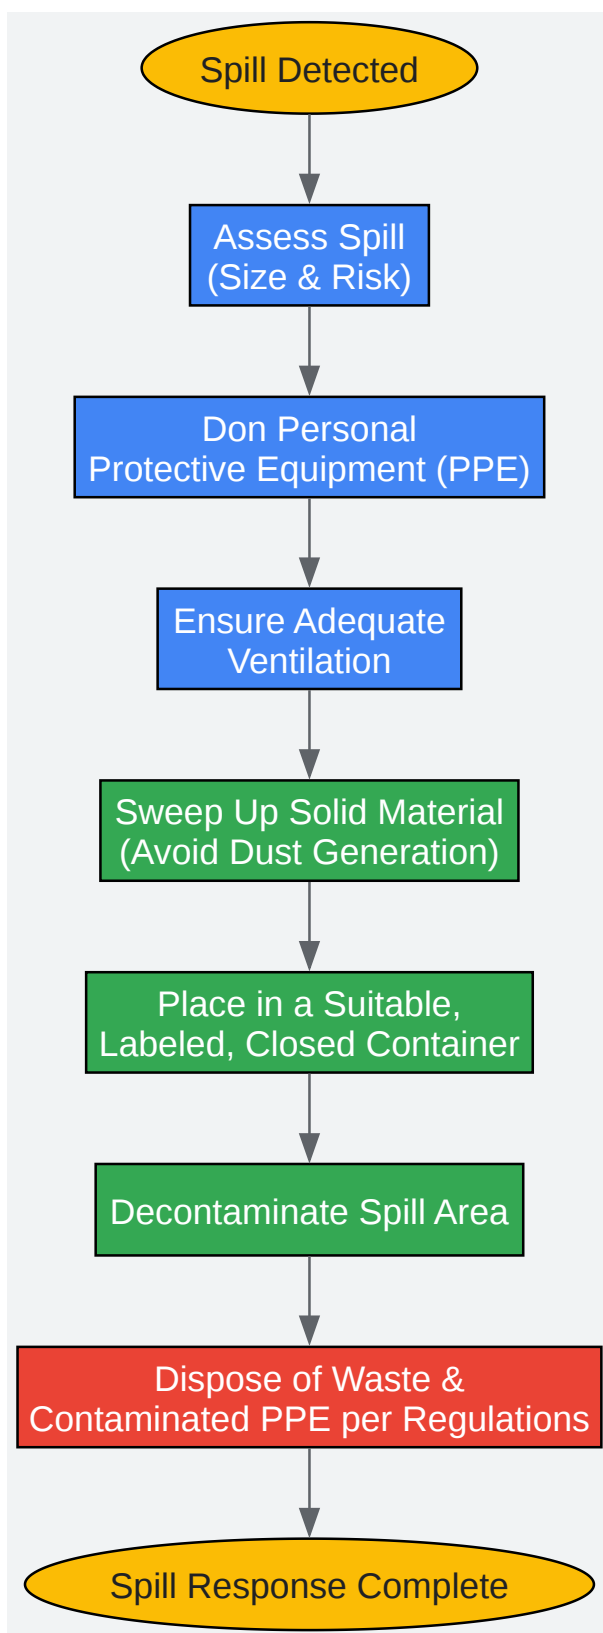 Spill Detected
Assess Spill
(Size & Risk)
Don Personal
Protective Equipment (PPE)
Ensure Adequate
Ventilation
Sweep Up Solid Material
(Avoid Dust Generation)
Place in a Suitable,
Labeled, Closed Container
Decontaminate Spill Area
Dispose of Waste &
Contaminated PPE per Regulations
Spill Response Complete